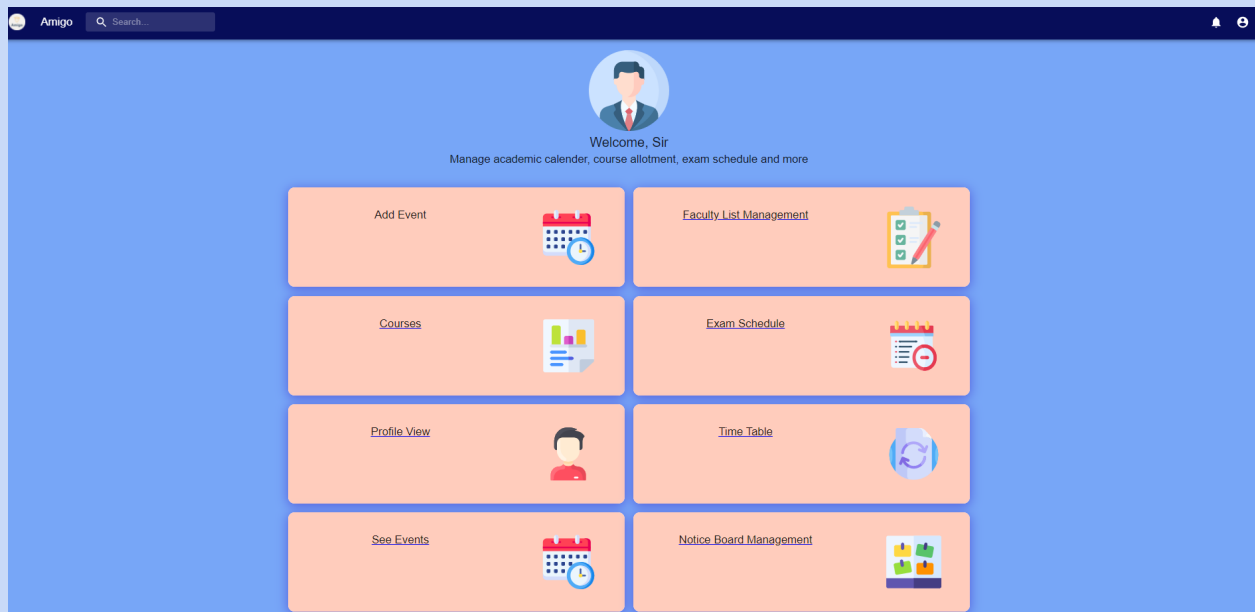 Amigo
Search...
Welcome, Sir
Manage academic calender, course allotment, exam schedule and more
Add Event
Faculty List Management
Courses
Exam Schedule
Profile View
Time Table
See Events
Notice Board Management